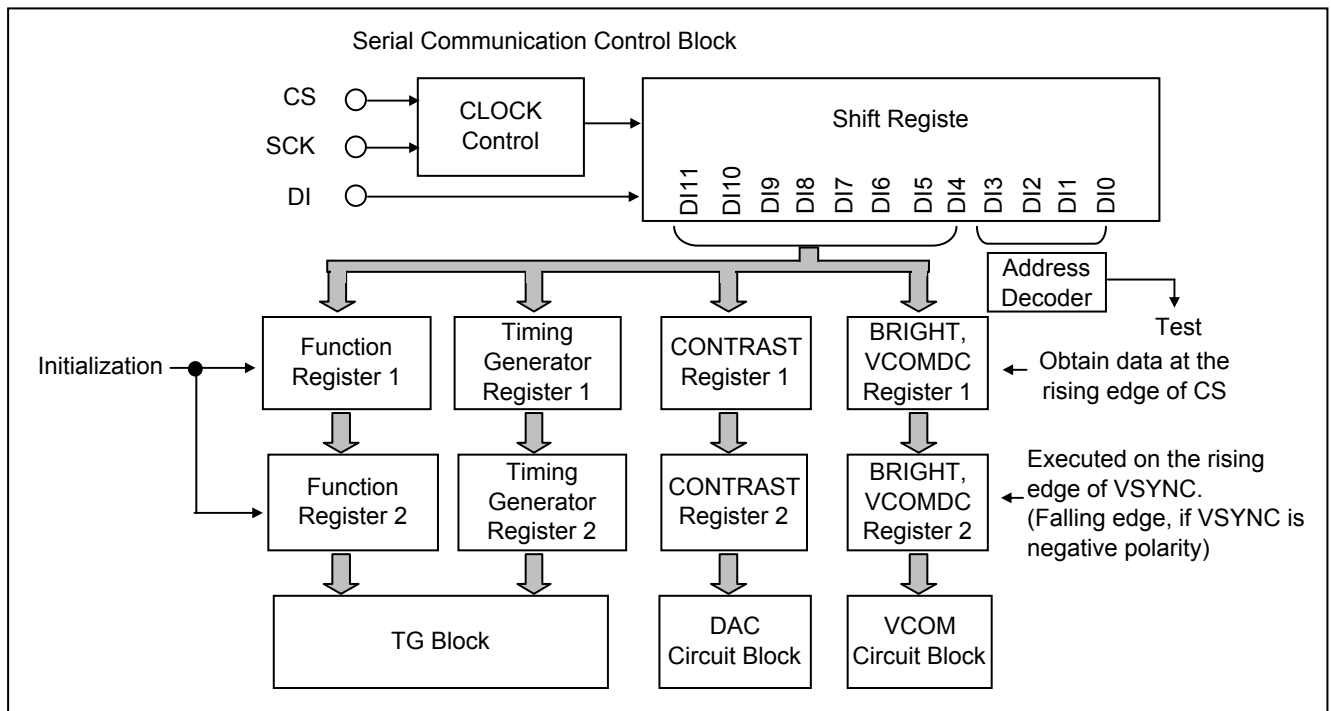 Serial Communication Control Block
CS
SCK
DI
CLOCK
Control
Shift Registe
DI11
DI10
DI9
DI8
DI7
DI6
DI5
DI4
DI3
DI2
DI1
DI0
Address
Decoder
Test
Initialization
Function
Register 1
Timing
Generator
Register 1
CONTRAST
Register 1
BRIGHT,
VCOMDC
Register 1
Obtain data at the
rising edge of CS
Function
Register 2
Timing
Generator
Register 2
CONTRAST
Register 2
BRIGHT,
VCOMDC
Register 2
Executed on the rising
edge of VSYNC.
(Falling edge, if VSYNC is
negative polarity)
TG Block
DAC
Circuit Block
VCOM
Circuit Block